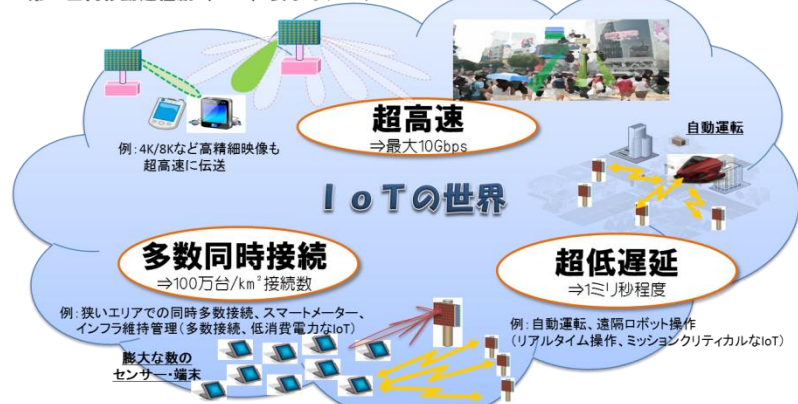 超高速
⇒最大10Gbps
例：4K/8Kなど高精細映像も
超高速に伝送
自動運転
IoTの世界
多数同時接続
⇒100万台/km²接続数
例：狭いエリアでの同時多数接続、スマートメーター、
インフラ維持管理(多数接続、低消費電力なIoT)
膨大な数の
センサー・端末
超低遅延
⇒1ミリ秒程度
例：自動運転、遠隔ロボット操作
(リアルタイム操作、ミッションクリティカルなIoT)